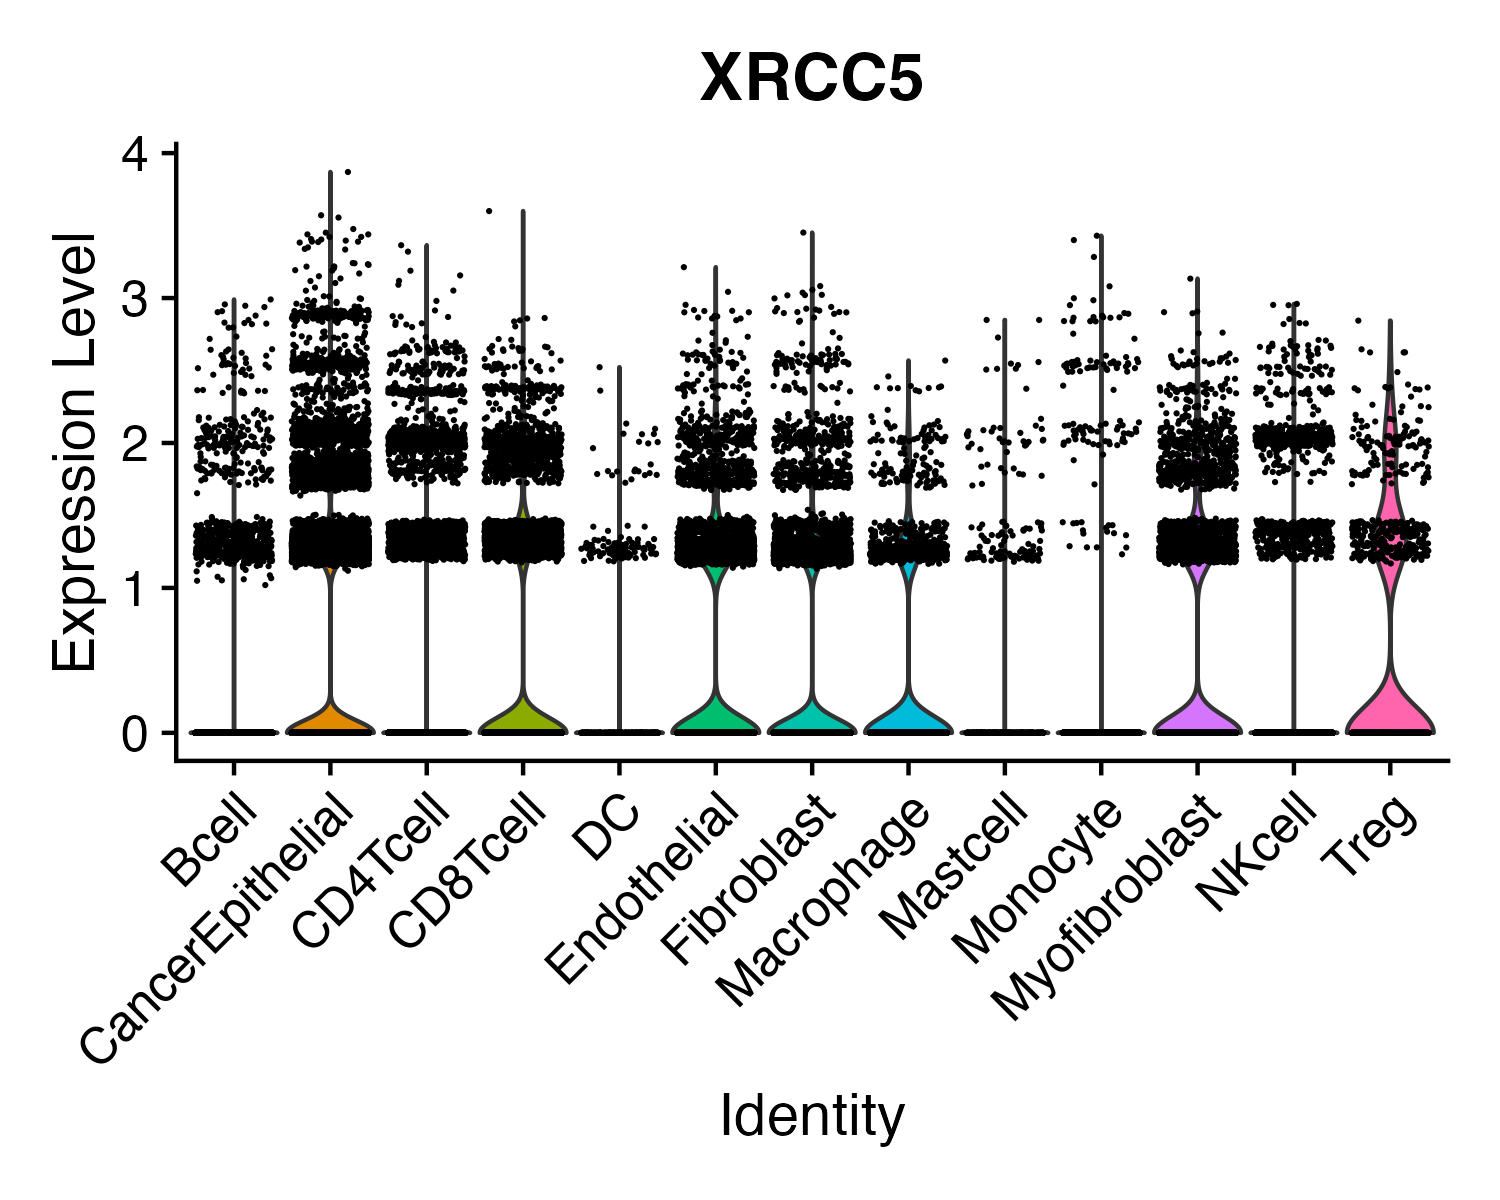 XRCC5
Expression Level
4
3
2
1
0
Bcell
CancerEpithelial
CD4Tcell
CD8Tcell
DC
Endothelial
Fibroblast
Macrophage
Mastcell
Monocyte
Myofibroblast
NKcell
Treg
Identity